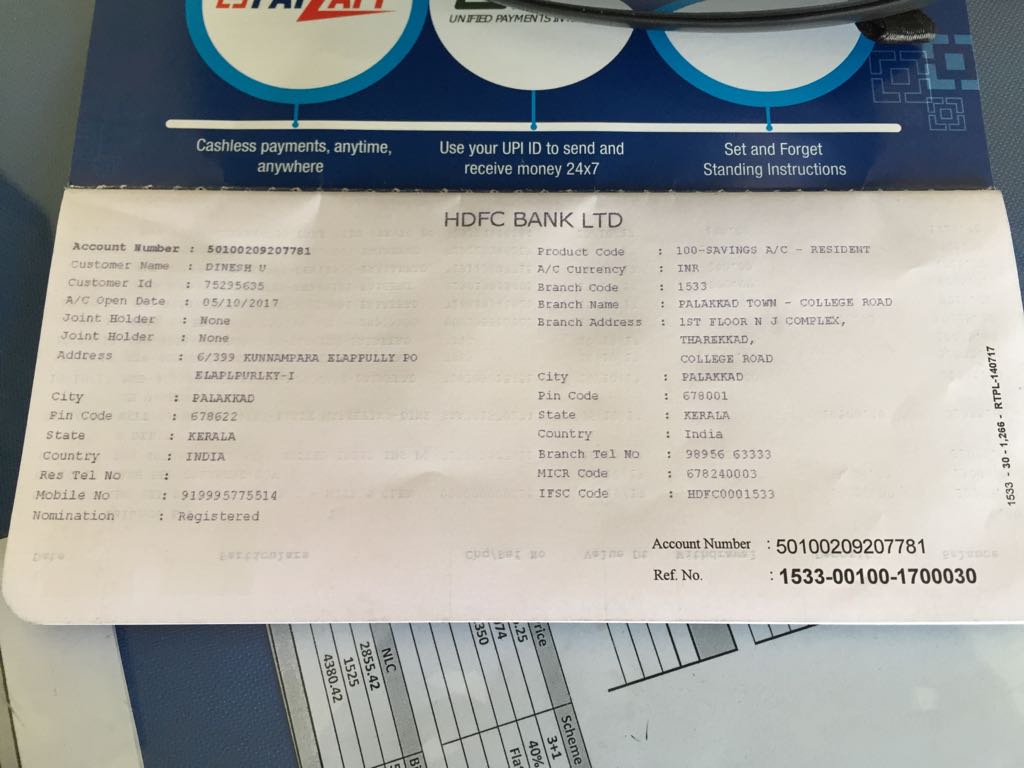 UNIFIED PAYMENTS
Cashless payments, anytime,
anywhere
Use your UPI ID to send and
receive money 24x7
Set and Forget
Standing Instructions
HDFC BANK LTD
Account Number : 50100209207781
Customer Name : DINESH U
Customer Id : 75295635
A/C Open Date : 05/10/2017
Joint Holder : None
Joint Holder : None
Address : 6/399 KUNNAMPARA ELAPPULLY PO
ELAPLPURLKY-I
City : PALAKKAD
Pin Code : 678622
State : KERALA
Country : INDIA
Res Tel No :
Mobile No : 919995775514
Nomination : Registered
Product Code : 100-SAVINGS A/C - RESIDENT
A/C Currency : INR
Branch Code : 1533
Branch Name : PALAKKAD TOWN - COLLEGE ROAD
Branch Address : 1ST FLOOR N J COMPLEX,
THAREKKAD,
COLLEGE ROAD
City : PALAKKAD
Pin Code : 678001
State : KERALA
Country : India
Branch Tel No : 98956 63333
MICR Code : 678240003
IFSC Code : HDFC0001533
1533 - 30 - 1,266 - RTPL-140717
Account Number : 50100209207781
Ref. No. : 1533-00100-1700030
NLC
2855.42
1525
4380.42
Scheme
3+1
40%